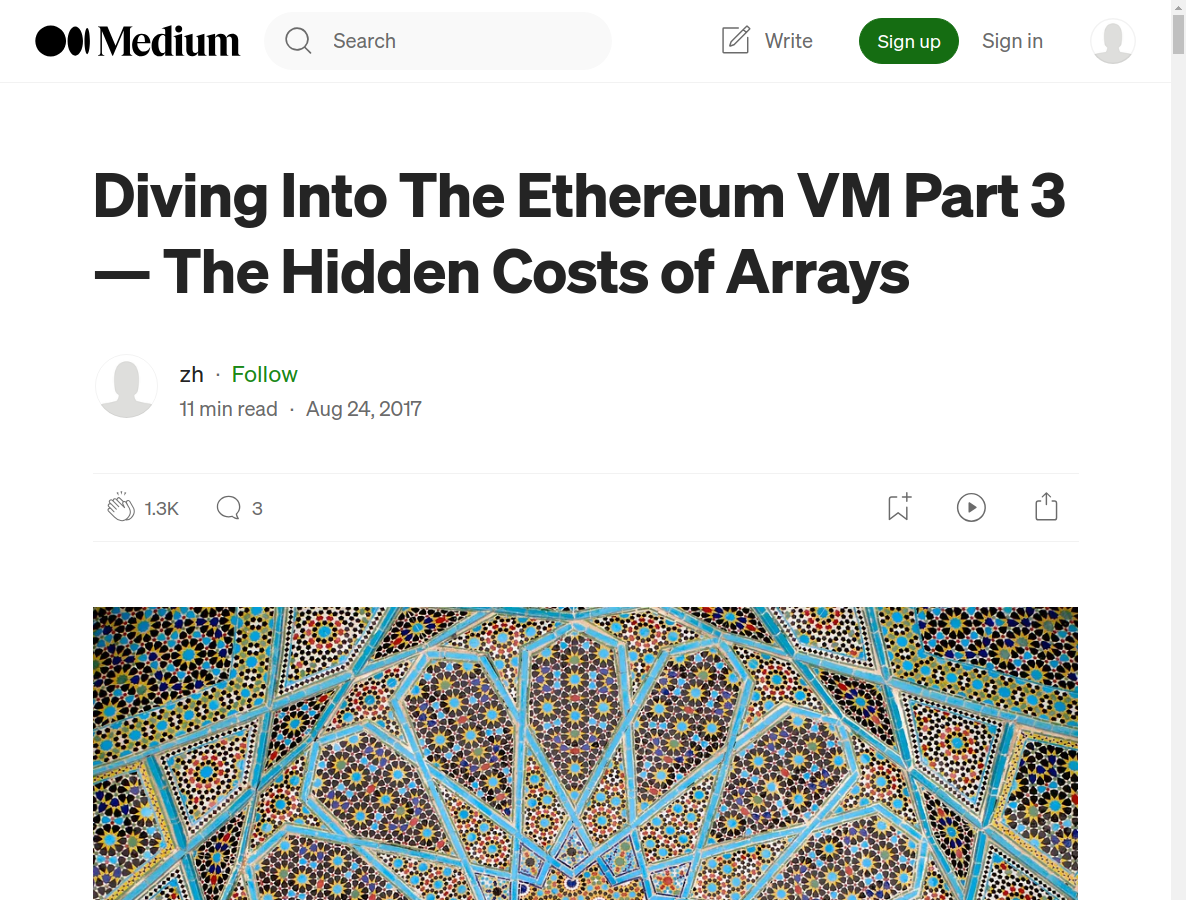 Medium
Search
Write
Sign up
Sign in
Diving Into The Ethereum VM Part 3
— The Hidden Costs of Arrays
zh · Follow
11 min read · Aug 24, 2017
1.3K
3